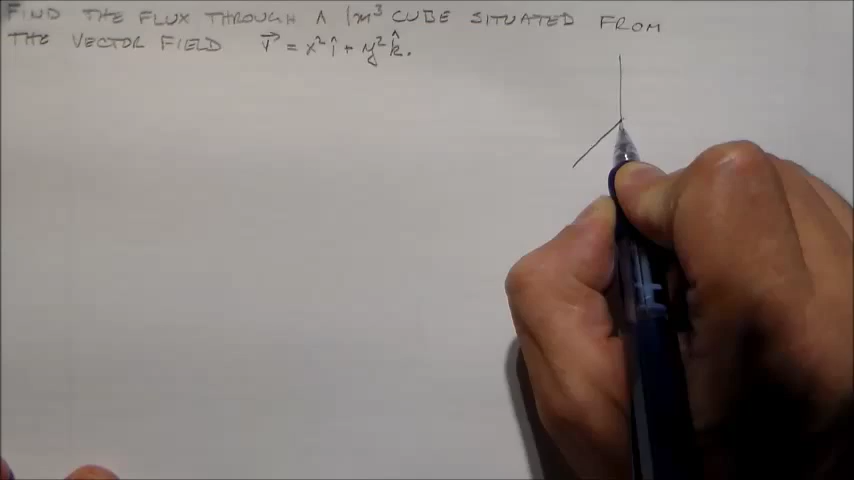 FIND THE FLUX THROUGH A 1m³ CUBE SITUATED FROM
THE VECTOR FIELD v⃗ = x² î + y² k̂.